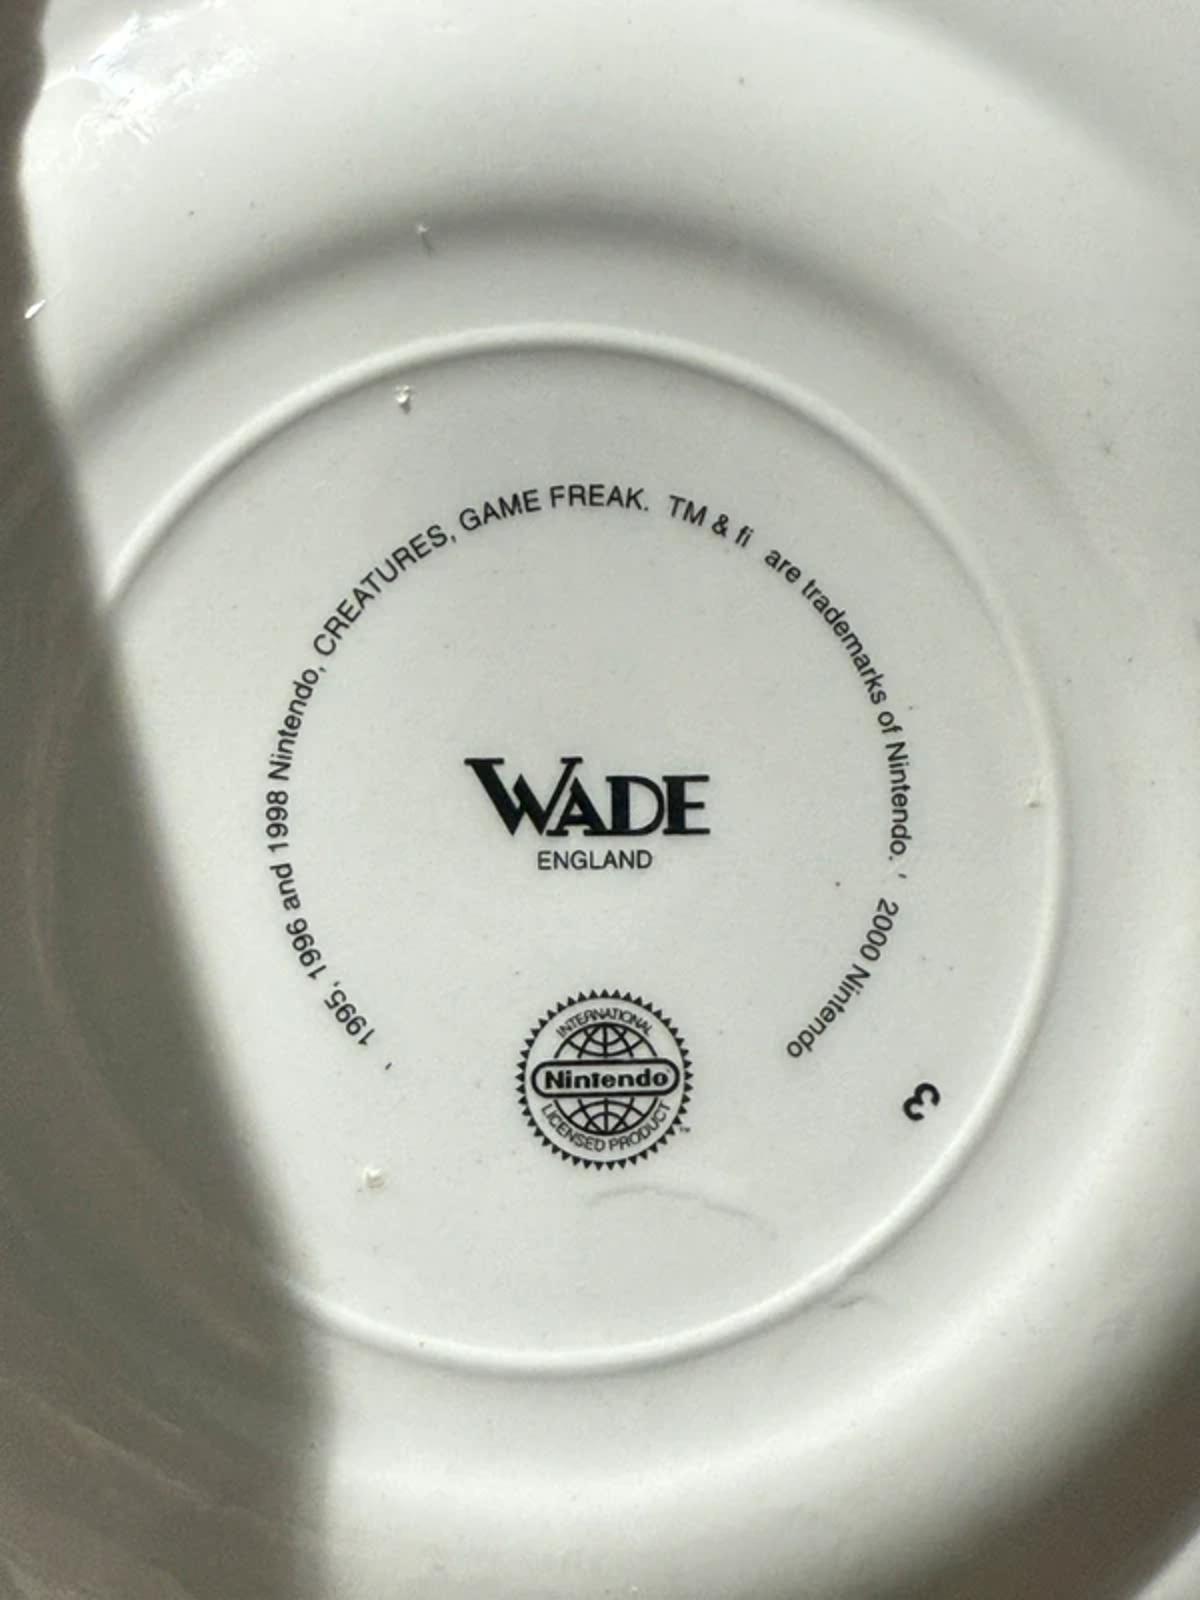 ' 1995, 1996 and 1998 Nintendo, CREATURES, GAME FREAK. TM & fi are trademarks of Nintendo. ' 2000 Nintendo
WADE
ENGLAND
INTERNATIONAL
Nintendo
LICENSED PRODUCT
TM
3